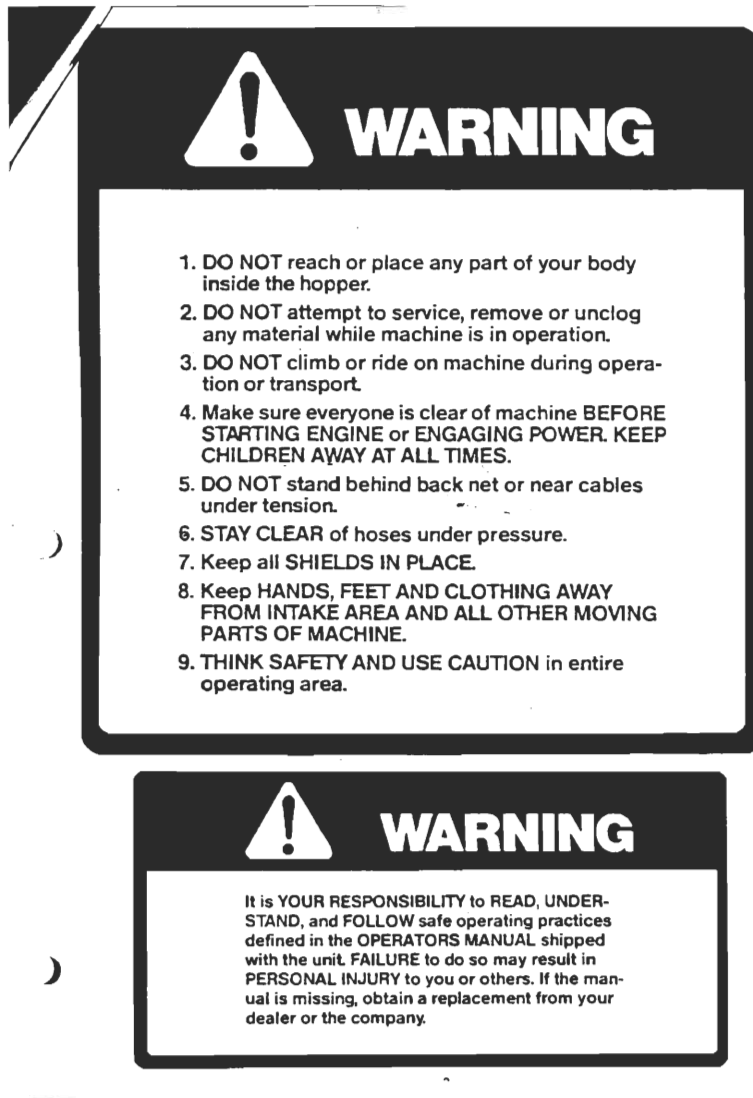 WARNING
1. DO NOT reach or place any part of your body
inside the hopper.
2. DO NOT attempt to service, remove or unclog
any material while machine is in operation.
3. DO NOT climb or ride on machine during opera-
tion or transport.
4. Make sure everyone is clear of machine BEFORE
STARTING ENGINE or ENGAGING POWER. KEEP
CHILDREN AWAY AT ALL TIMES.
5. DO NOT stand behind back net or near cables
under tension.
6. STAY CLEAR of hoses under pressure.
7. Keep all SHIELDS IN PLACE.
8. Keep HANDS, FEET AND CLOTHING AWAY
FROM INTAKE AREA AND ALL OTHER MOVING
PARTS OF MACHINE.
9. THINK SAFETY AND USE CAUTION in entire
operating area.
WARNING
It is YOUR RESPONSIBILITY to READ, UNDER-
STAND, and FOLLOW safe operating practices
defined in the OPERATORS MANUAL shipped
with the unit. FAILURE to do so may result in
PERSONAL INJURY to you or others. If the man-
ual is missing, obtain a replacement from your
dealer or the company.